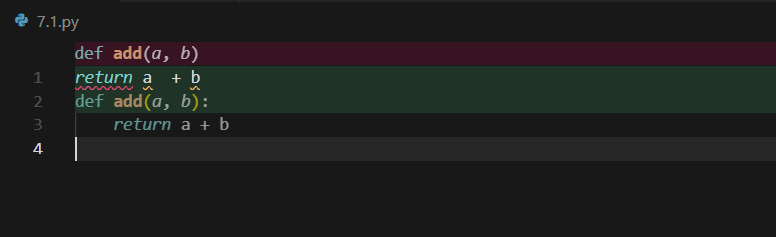 7.1.py
def add(a, b)
1 return a  + b
2 def add(a, b):
3     return a + b
4